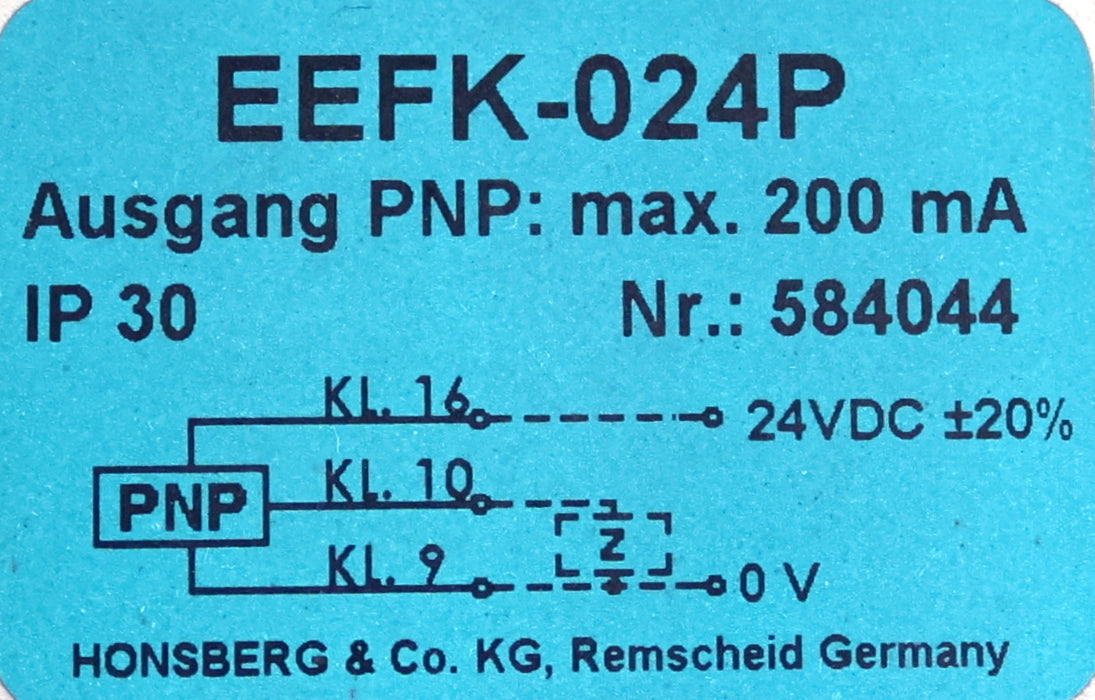 EEFK-024P
Ausgang PNP: max. 200 mA
IP 30 Nr.: 584044
KL. 16 24VDC ±20%
KL. 10
PNP
Z
KL. 9 0 V
HONSBERG & Co. KG, Remscheid Germany